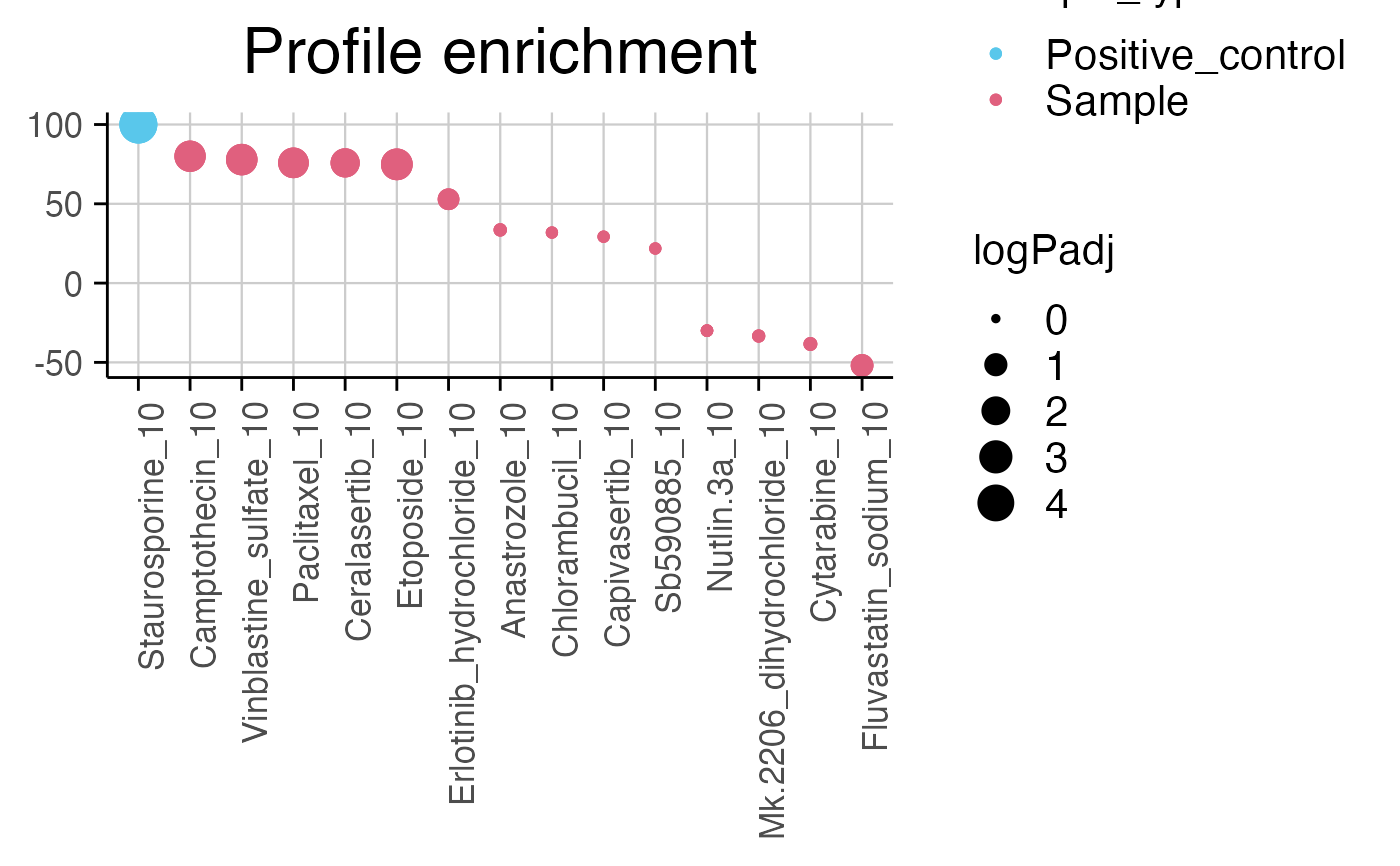 Profile enrichment
100
50
0
-50
Staurosporine_10
Camptothecin_10
Vinblastine_sulfate_10
Paclitaxel_10
Ceralasertib_10
Etoposide_10
Erlotinib_hydrochloride_10
Anastrozole_10
Chlorambucil_10
Capivasertib_10
Sb590885_10
Nutlin.3a_10
Mk.2206_dihydrochloride_10
Cytarabine_10
Fluvastatin_sodium_10
Positive_control
Sample
logPadj
0
1
2
3
4